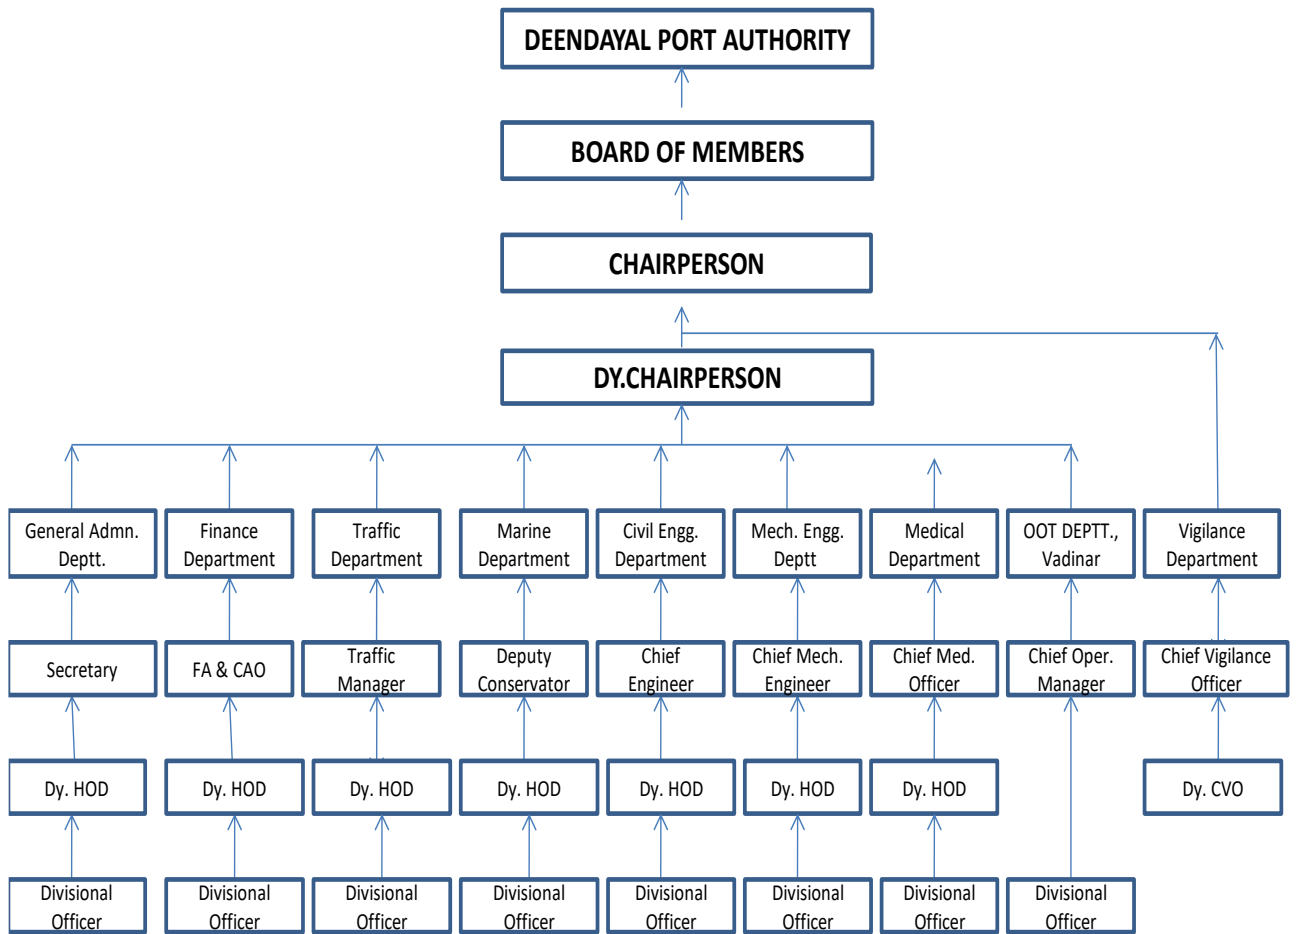 DEENDAYAL PORT AUTHORITY
BOARD OF MEMBERS
CHAIRPERSON
DY.CHAIRPERSON
General Admn.
Deptt.
Finance
Department
Traffic
Department
Marine
Department
Civil Engg.
Department
Mech. Engg.
Deptt
Medical
Department
OOT DEPTT.,
Vadinar
Vigilance
Department
Secretary
FA & CAO
Traffic
Manager
Deputy
Conservator
Chief
Engineer
Chief Mech.
Engineer
Chief Med.
Officer
Chief Oper.
Manager
Chief Vigilance
Officer
Dy. HOD
Dy. HOD
Dy. HOD
Dy. HOD
Dy. HOD
Dy. HOD
Dy. HOD
Dy. CVO
Divisional
Officer
Divisional
Officer
Divisional
Officer
Divisional
Officer
Divisional
Officer
Divisional
Officer
Divisional
Officer
Divisional
Officer